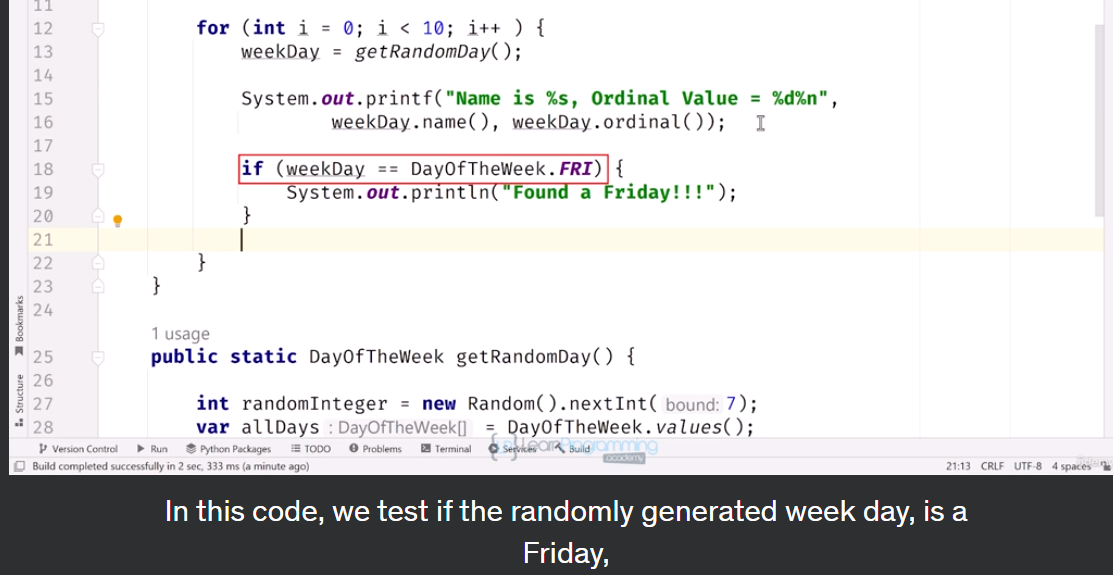 11
12 for (int i = 0; i < 10; i++ ) {
13 weekDay = getRandomDay();
14
15 System.out.printf("Name is %s, Ordinal Value = %d%n",
16 weekDay.name(), weekDay.ordinal());
17
18 if (weekDay == DayOfTheWeek.FRI) {
19 System.out.println("Found a Friday!!!");
20 }
21
22 }
23 }
24
1 usage
25 public static DayOfTheWeek getRandomDay() {
26
27 int randomInteger = new Random().nextInt( bound: 7);
28 var allDays : DayOfTheWeek[] = DayOfTheWeek.values();
Bookmarks
Structure
Version Control Run Python Packages TODO Problems Terminal Services Build
LearnProgramming
academy
Build completed successfully in 2 sec, 333 ms (a minute ago) 21:13 CRLF UTF-8 4 spaces
In this code, we test if the randomly generated week day, is a
Friday,